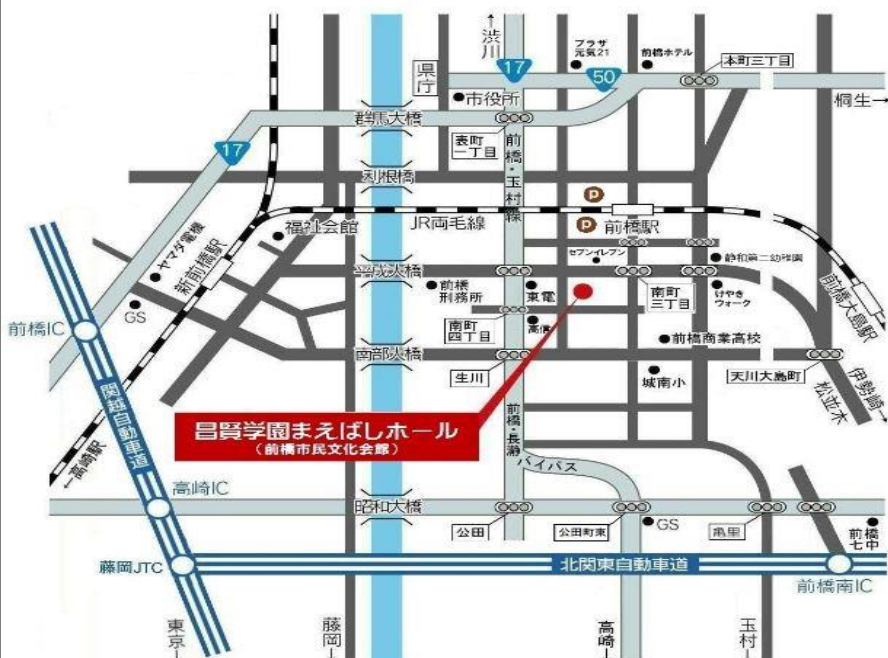 ↑渋川
プラザ
元気21
前橋ホテル
本町三丁目
県庁
17
50
市役所
桐生→
群馬大橋
表町
一丁目
前橋・玉村線
17
利根橋
P
福祉会館
JR両毛線
P
前橋駅
ヤマダ電機
新前橋駅
セブンイレブン
静和第二幼稚園
平成大橋
前橋
刑務所
東電
南町
三丁目
けやき
ウォーク
前橋大島駅
GS
前橋IC
南町
四丁目
高信
前橋商業高校
南部大橋
生川
城南小
天川大島町
伊勢崎→
松並木
関越自動車道
昌賢学園まえばしホール
(前橋市民文化会館)
前橋・長瀞
バイパス
←高崎駅
高崎IC
昭和大橋
公田
公田町東
GS
亀里
前橋
七中
藤岡JTC
北関東自動車道
前橋南IC
東京↓
藤岡↓
高崎↓
玉村↓